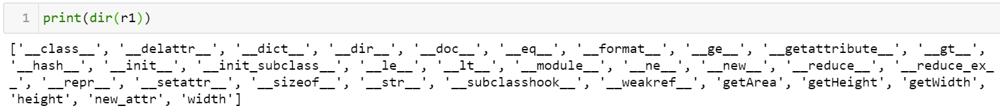 1 print(dir(r1))
['__class__', '__delattr__', '__dict__', '__dir__', '__doc__', '__eq__', '__format__', '__ge__', '__getattribute__', '__gt__',
'__hash__', '__init__', '__init_subclass__', '__le__', '__lt__', '__module__', '__ne__', '__new__', '__reduce__', '__reduce_ex_
_', '__repr__', '__setattr__', '__sizeof__', '__str__', '__subclasshook__', '__weakref__', 'getArea', 'getHeight', 'getWidth',
'height', 'new_attr', 'width']